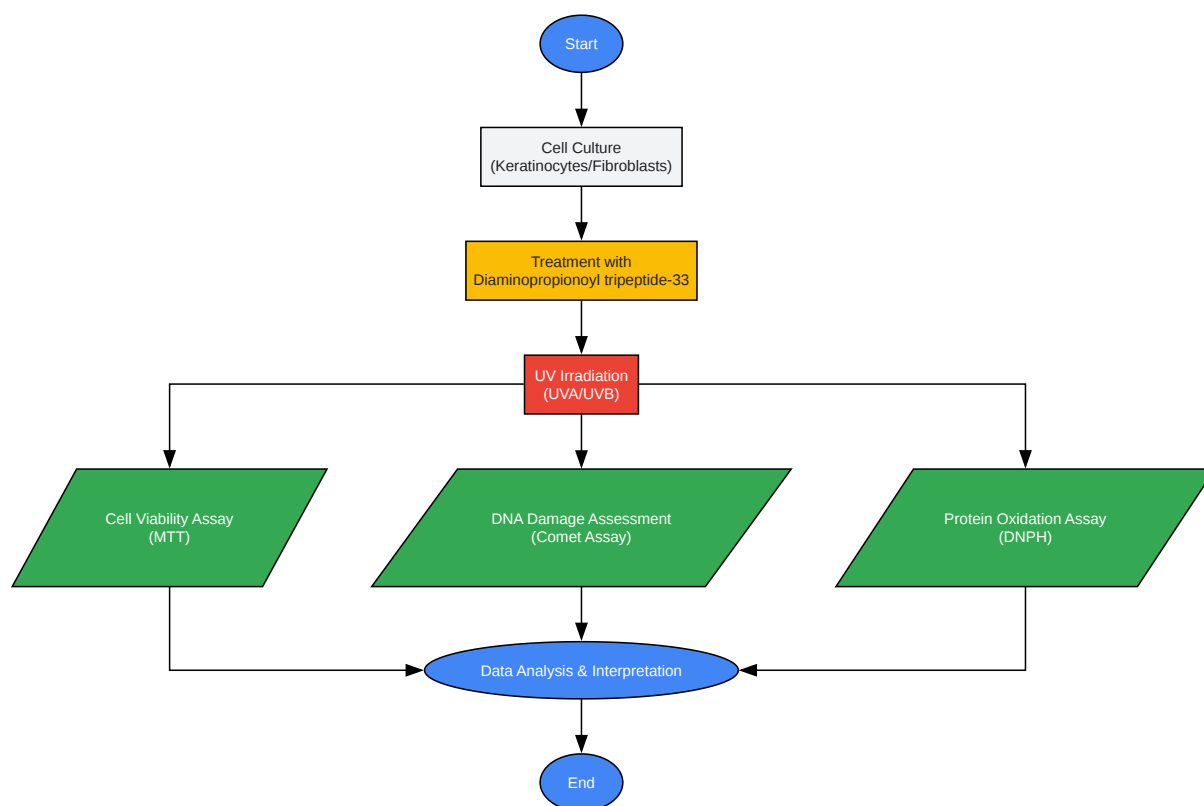 Start
Cell Culture
(Keratinocytes/Fibroblasts)
Treatment with
Diaminopropionoyl tripeptide-33
UV Irradiation
(UVA/UVB)
Cell Viability Assay
(MTT)
DNA Damage Assessment
(Comet Assay)
Protein Oxidation Assay
(DNPH)
Data Analysis & Interpretation
End